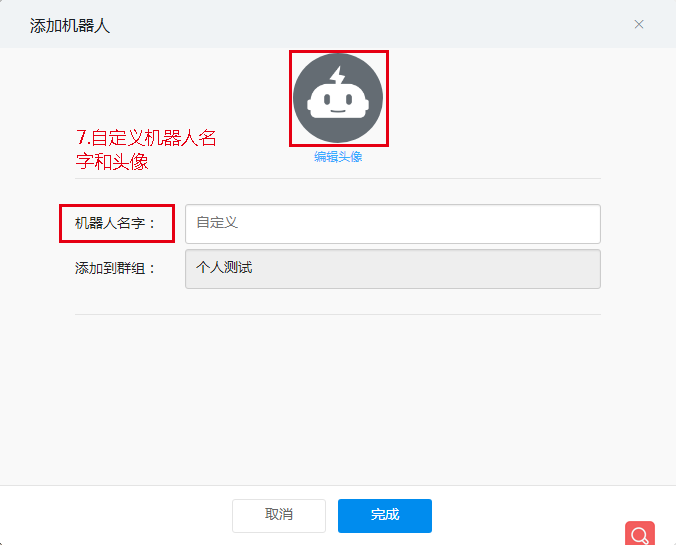 添加机器人
7.自定义机器人名
字和头像
编辑头像
机器人名字：
自定义
添加到群组：
个人测试
取消
完成